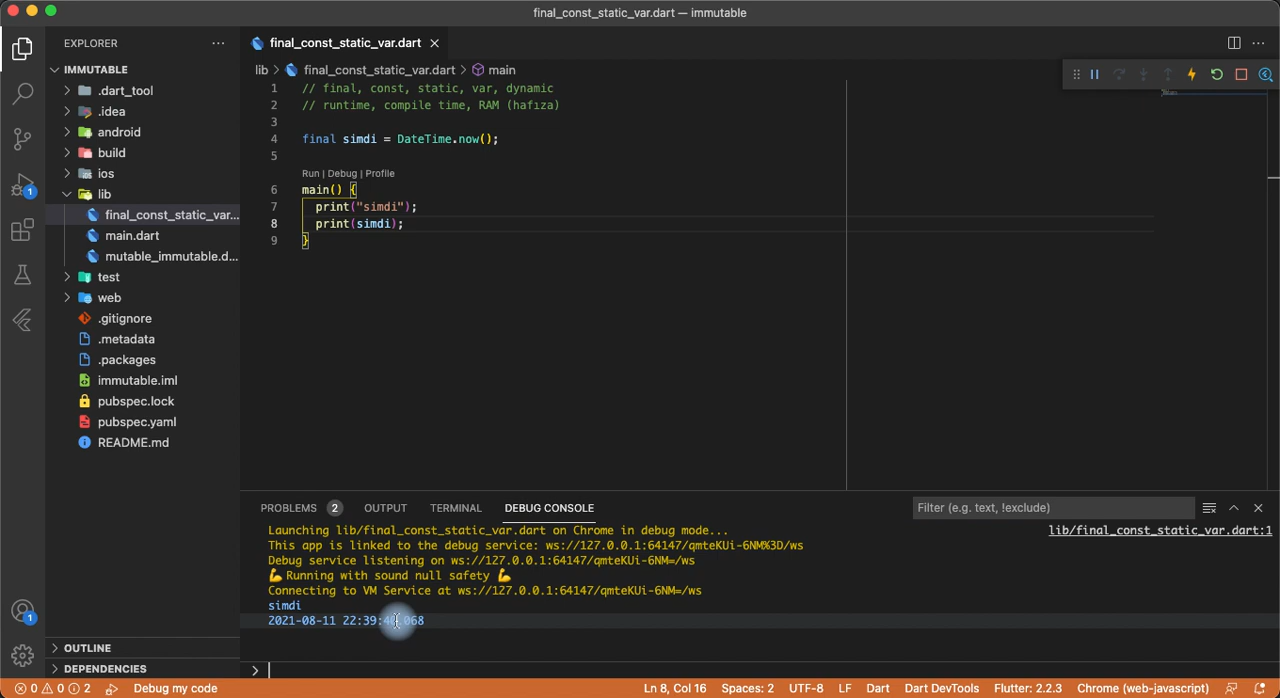 final_const_static_var.dart — immutable
EXPLORER
final_const_static_var.dart
IMMUTABLE
lib > final_const_static_var.dart > main
.dart_tool
.idea
android
build
ios
lib
final_const_static_var...
main.dart
mutable_immutable.d...
test
web
.gitignore
.metadata
.packages
immutable.iml
pubspec.lock
pubspec.yaml
README.md
OUTLINE
DEPENDENCIES
1 // final, const, static, var, dynamic
2 // runtime, compile time, RAM (hafıza)
3
4 final simdi = DateTime.now();
5
Run | Debug | Profile
6 main() {
7 print("simdi");
8 print(simdi);
9 }
PROBLEMS 2 OUTPUT TERMINAL DEBUG CONSOLE
Filter (e.g. text, !exclude)
Launching lib/final_const_static_var.dart on Chrome in debug mode...
lib/final_const_static_var.dart:1
This app is linked to the debug service: ws://127.0.0.1:64147/qmteKUi-6NM%3D/ws
Debug service listening on ws://127.0.0.1:64147/qmteKUi-6NM=/ws
💪 Running with sound null safety 💪
Connecting to VM Service at ws://127.0.0.1:64147/qmteKUi-6NM=/ws
simdi
2021-08-11
>
1
1
0 0 2 Debug my code Ln 8, Col 16 Spaces: 2 UTF-8 LF Dart Dart DevTools Flutter: 2.2.3 Chrome (web-javascript)